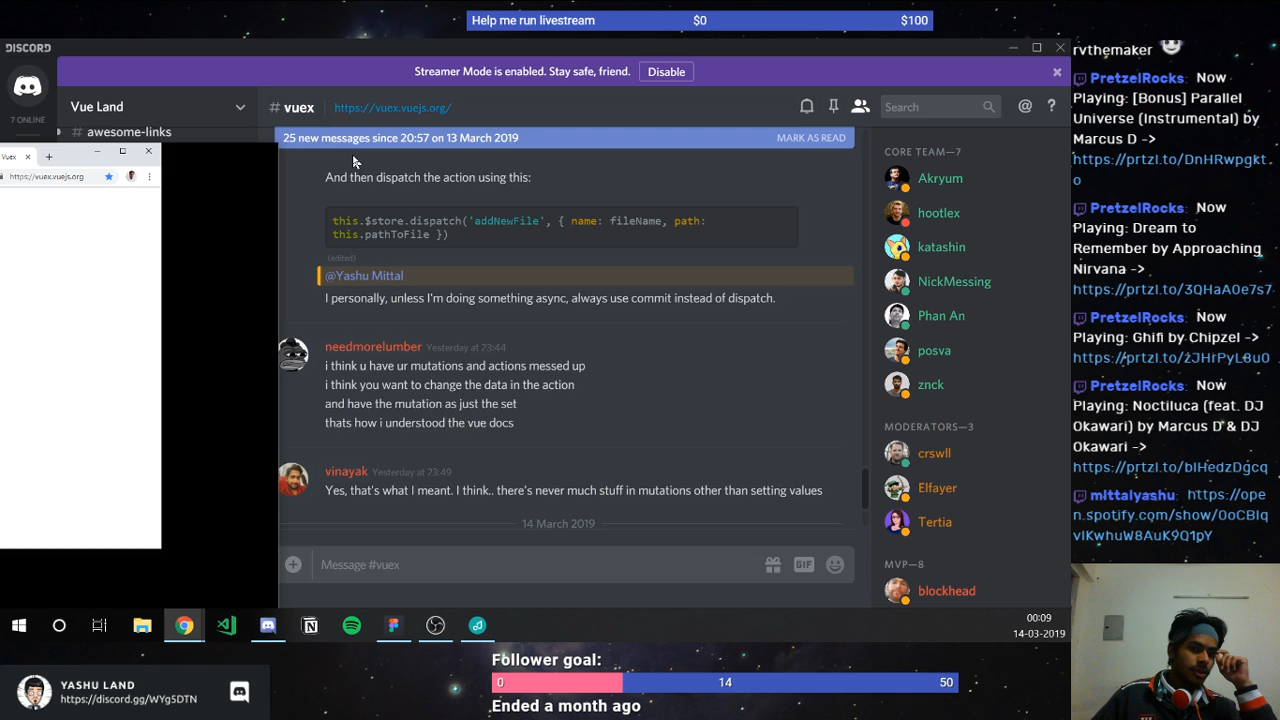 Help me run livestream $0 $100
DISCORD
Streamer Mode is enabled. Stay safe, friend. Disable
7 ONLINE
Vue Land
awesome-links
# vuex https://vuex.vuejs.org/
Search
25 new messages since 20:57 on 13 March 2019 MARK AS READ
Vuex
https://vuex.vuejs.org
And then dispatch the action using this:
this.$store.dispatch('addNewFile', { name: fileName, path:
this.pathToFile })
(edited)
@Yashu Mittal
I personally, unless I'm doing something async, always use commit instead of dispatch.
needmorelumber Yesterday at 23:44
i think u have ur mutations and actions messed up
i think you want to change the data in the action
and have the mutation as just the set
thats how i understood the vue docs
vinayak Yesterday at 23:49
Yes, that's what I meant. I think.. there's never much stuff in mutations other than setting values
14 March 2019
Message #vuex
GIF
CORE TEAM—7
Akryum
hootlex
katashin
NickMessing
Phan An
posva
znck
MODERATORS—3
crswll
Elfayer
Tertia
MVP—8
blockhead
rvthemaker
PretzelRocks: Now
Playing: [Bonus] Parallel
Universe (Instrumental) by
Marcus D ->
https://prtzl.to/DnHRwpgkt
o
PretzelRocks: Now
Playing: Dream to
Remember by Approaching
Nirvana ->
https://prtzl.to/3QHaA0e7s7
PretzelRocks: Now
Playing: Ghifi by Chipzel ->
https://prtzl.to/zJHrPyL8u0
PretzelRocks: Now
Playing: Noctiluca (feat. DJ
Okawari) by Marcus D & DJ
Okawari ->
https://prtzl.to/blHedzDgcq
mittalyashu: https://ope
n.spotify.com/show/0oCBlq
vlKwhuW8AuK9Q1pY
00:09
14-03-2019
YASHU LAND
https://discord.gg/WYg5DTN
Follower goal:
0 14 50
Ended a month ago